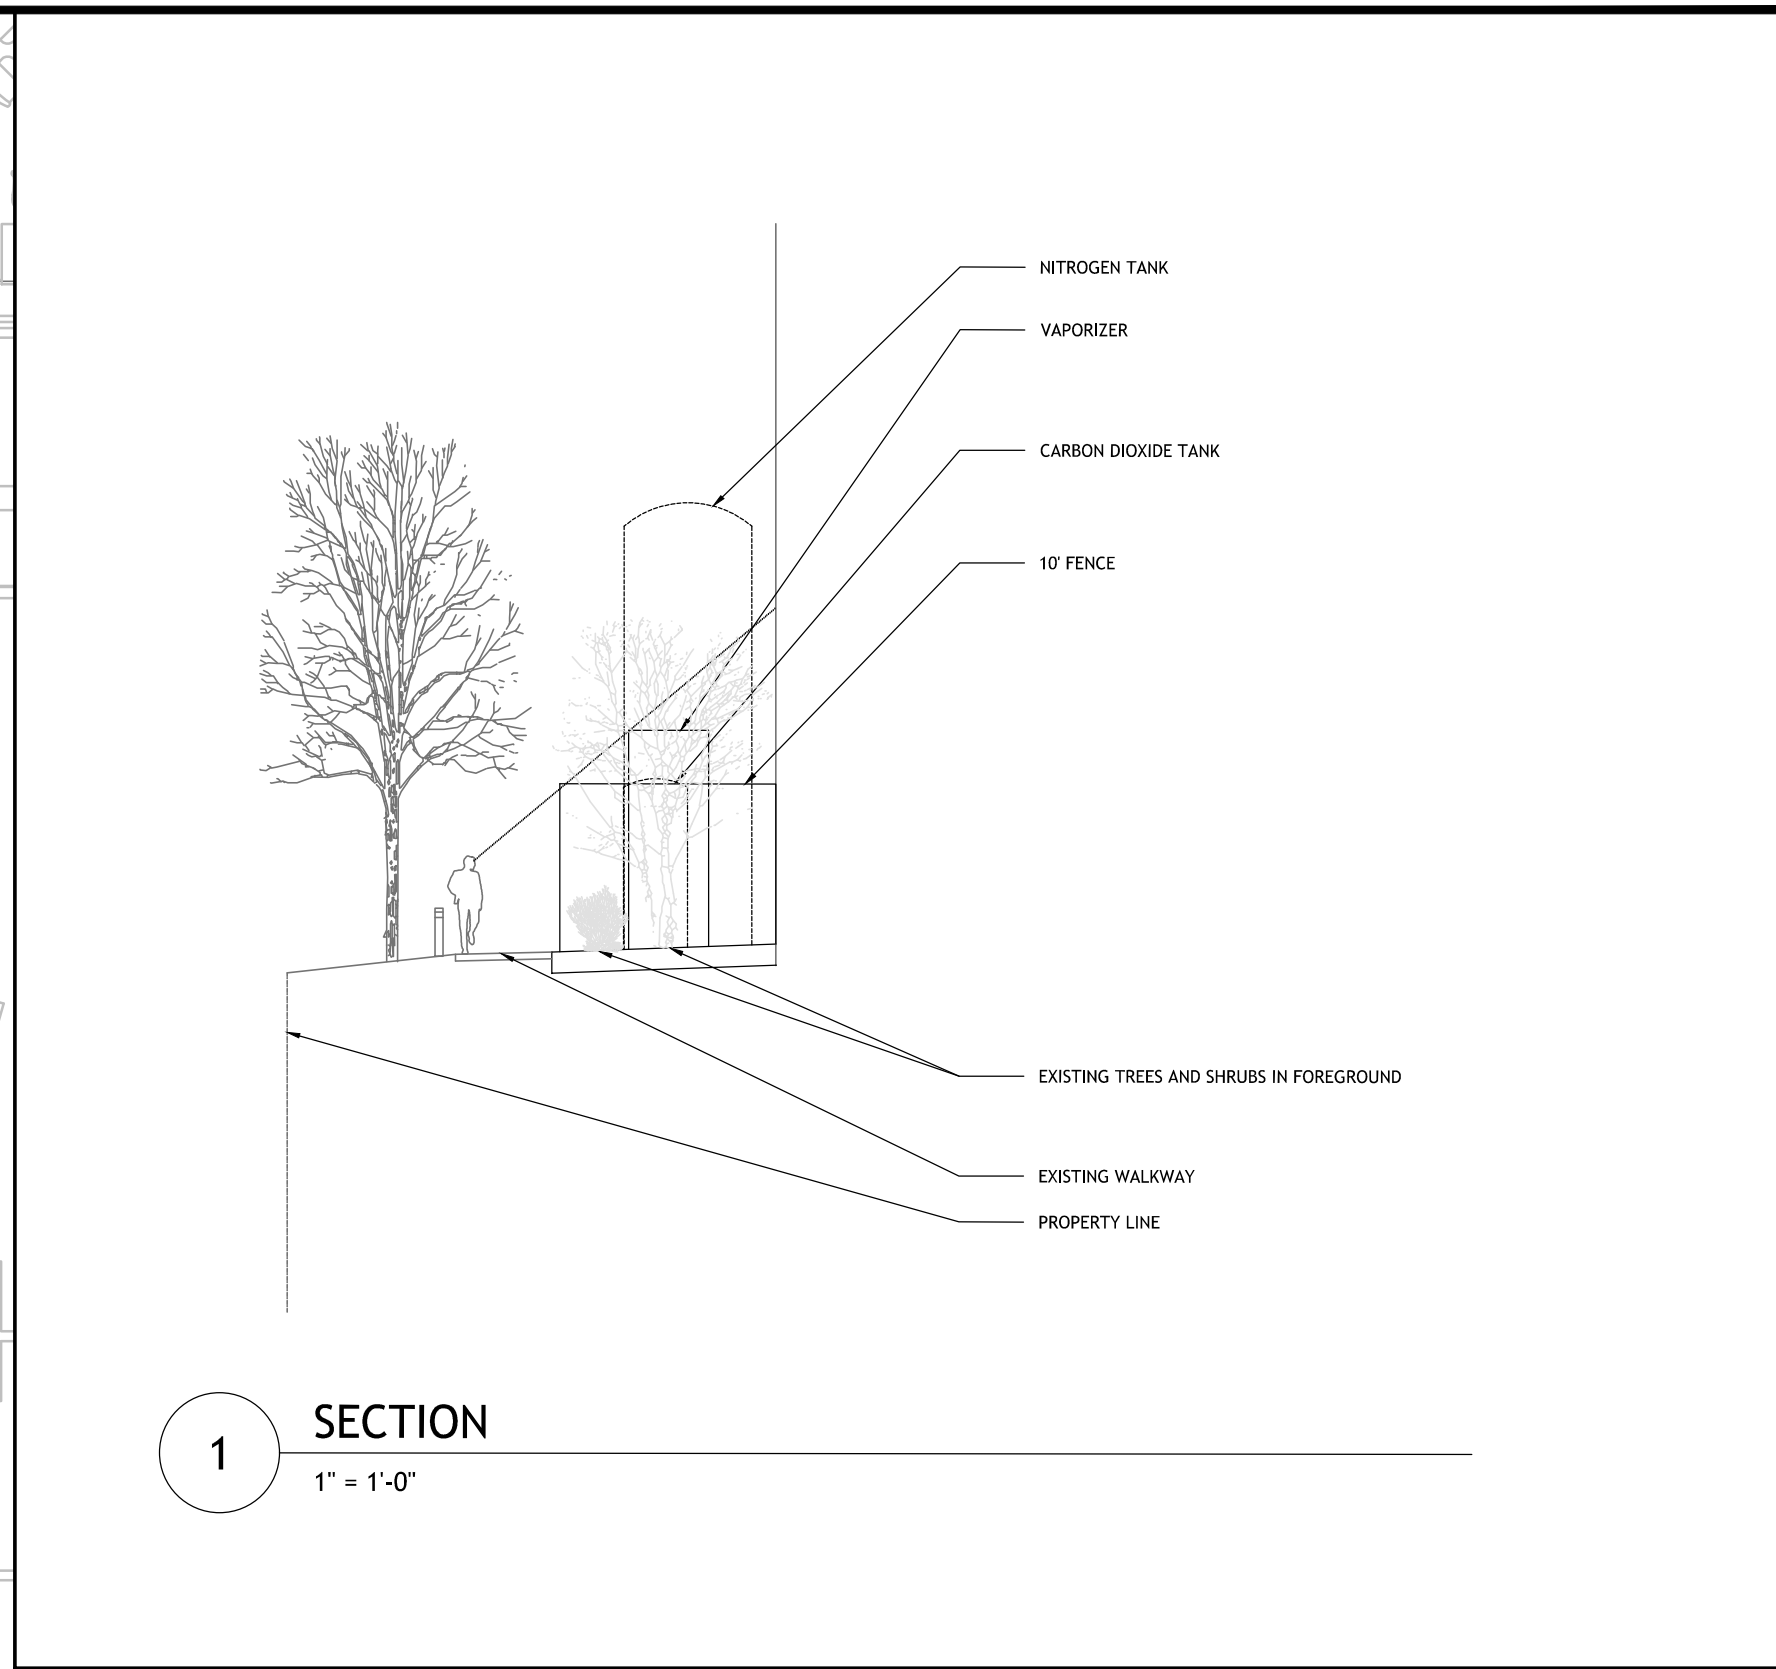 NITROGEN TANK
VAPORIZER
CARBON DIOXIDE TANK
10' FENCE
EXISTING TREES AND SHRUBS IN FOREGROUND
EXISTING WALKWAY
PROPERTY LINE
1
SECTION
1" = 1'-0"